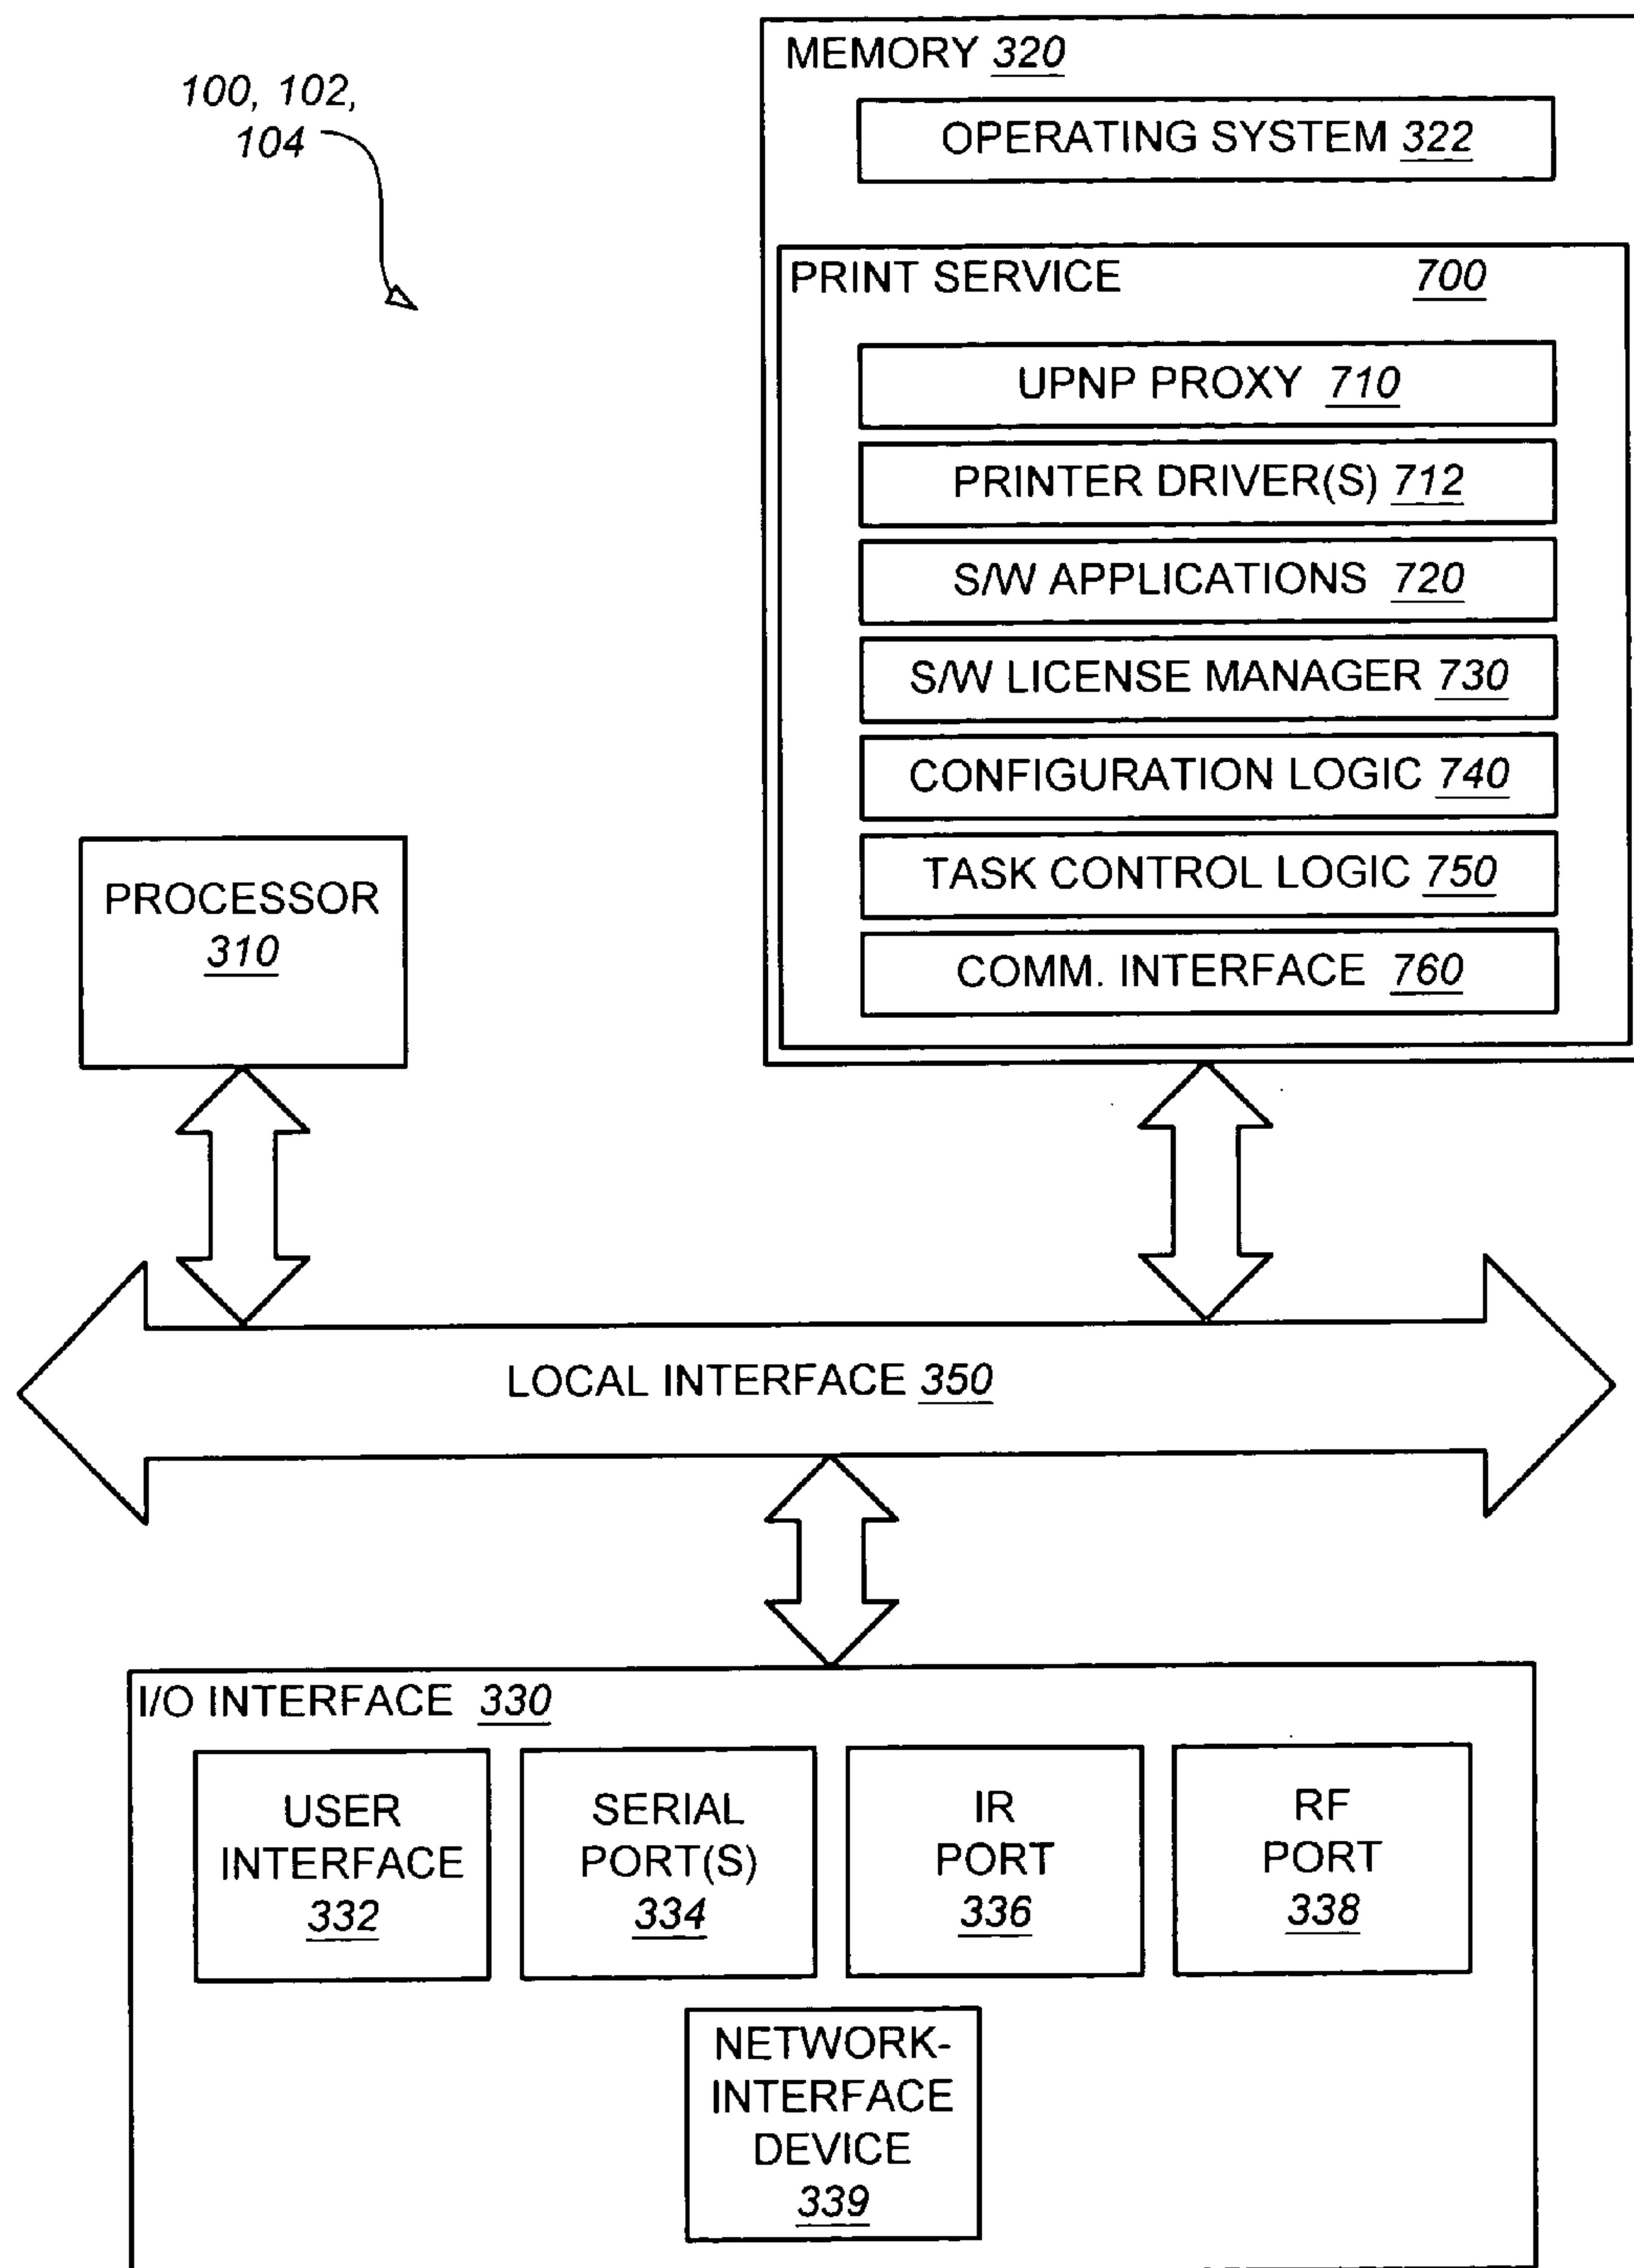 100, 102,
104
MEMORY 320
OPERATING SYSTEM 322
PRINT SERVICE 700
UPNP PROXY 710
PRINTER DRIVER(S) 712
S/W APPLICATIONS 720
S/W LICENSE MANAGER 730
CONFIGURATION LOGIC 740
TASK CONTROL LOGIC 750
COMM. INTERFACE 760
PROCESSOR
310
LOCAL INTERFACE 350
I/O INTERFACE 330
USER
INTERFACE
332
SERIAL
PORT(S)
334
IR
PORT
336
RF
PORT
338
NETWORK-
INTERFACE
DEVICE
339